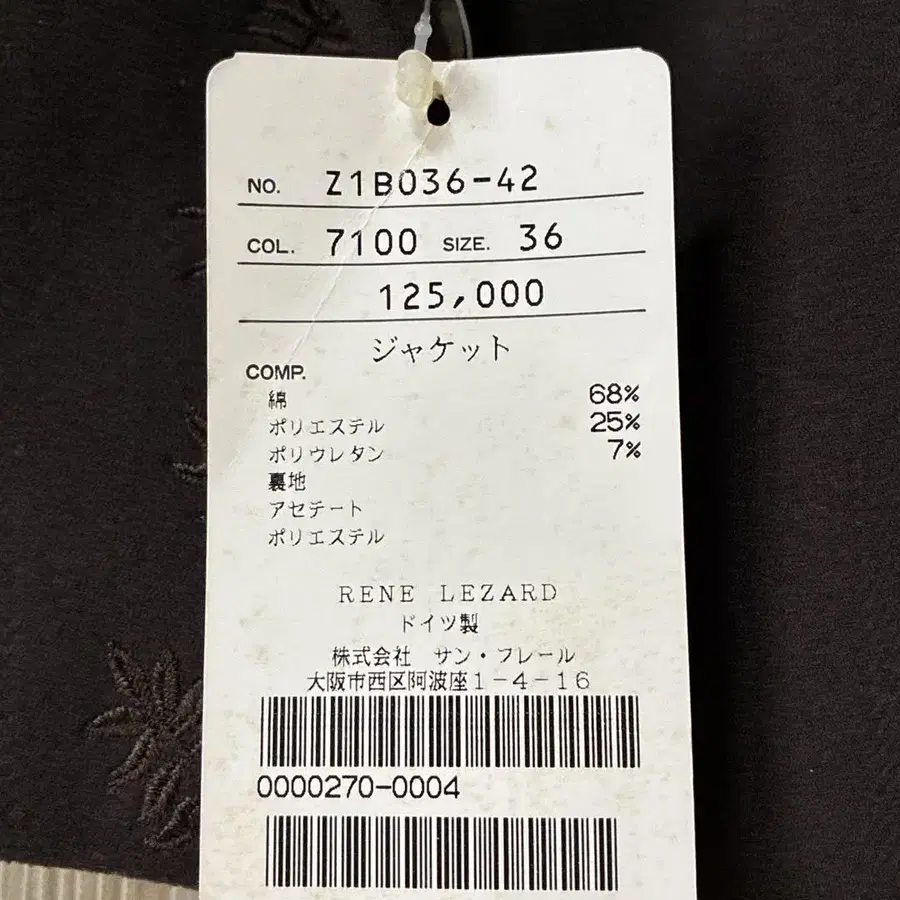 NO. Z1B036-42
COL. 7100 SIZE. 36
125,000
ジャケット
COMP.
綿 68%
ポリエステル 25%
ポリウレタン 7%
裏地
アセテート
ポリエステル
RENE LEZARD
ドイツ製
株式会社 サン・フレール
大阪市西区阿波座1-4-16
0000270-0004